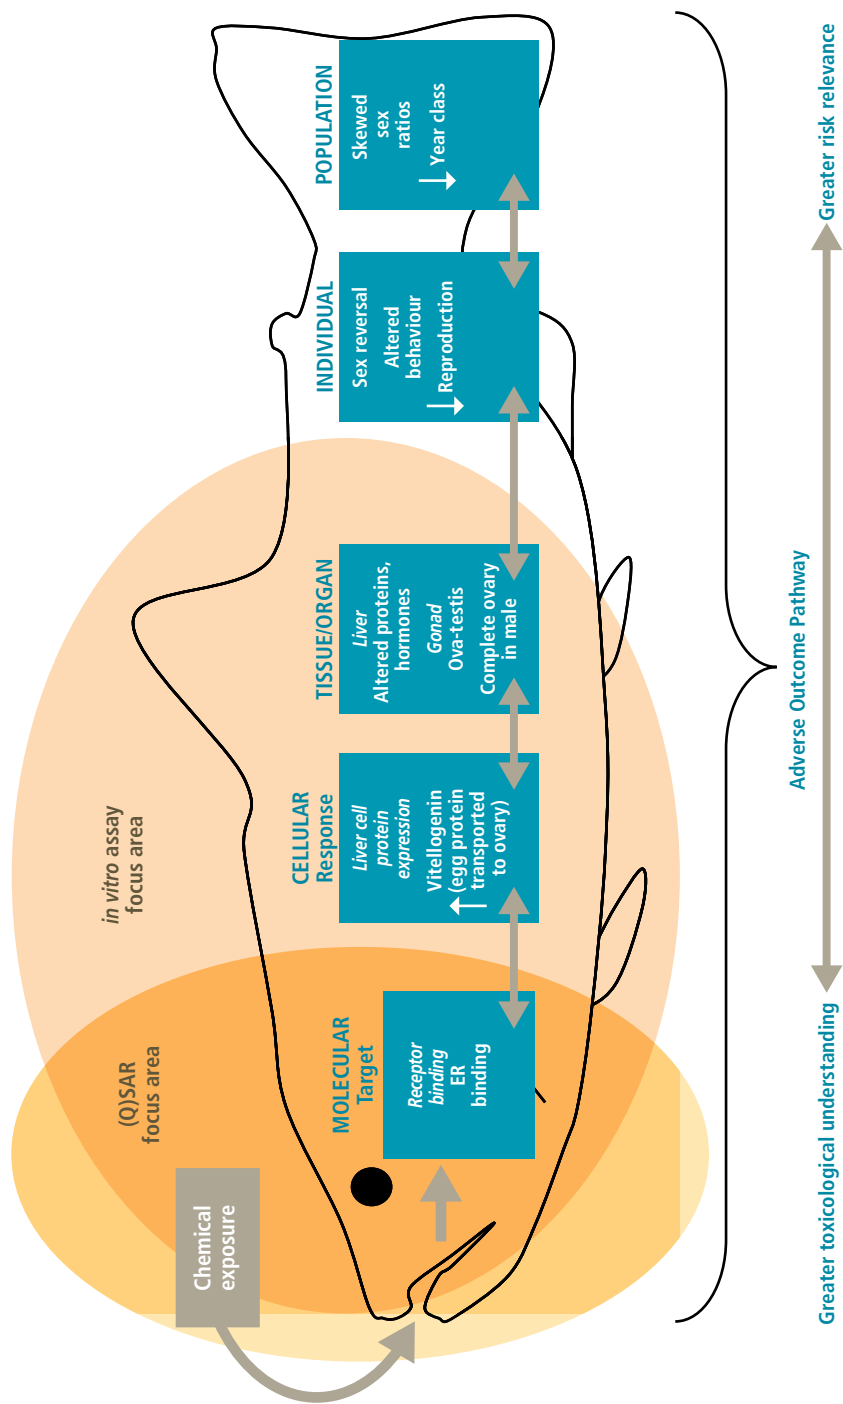 Chemical
exposure
(Q)SAR
focus area
in vitro assay
focus area
MOLECULAR
Target
Receptor
binding
ER
binding
CELLULAR
Response
Liver cell
protein
expression
Vitellogenin
(egg protein
transported
to ovary)
TISSUE/ORGAN
Liver
Altered proteins,
hormones
Gonad
Ova-testis
Complete ovary
in male
INDIVIDUAL
Sex reversal
Altered
behaviour
Reproduction
POPULATION
Skewed
sex
ratios
Year class
Adverse Outcome Pathway
Greater toxicological understanding
Greater risk relevance